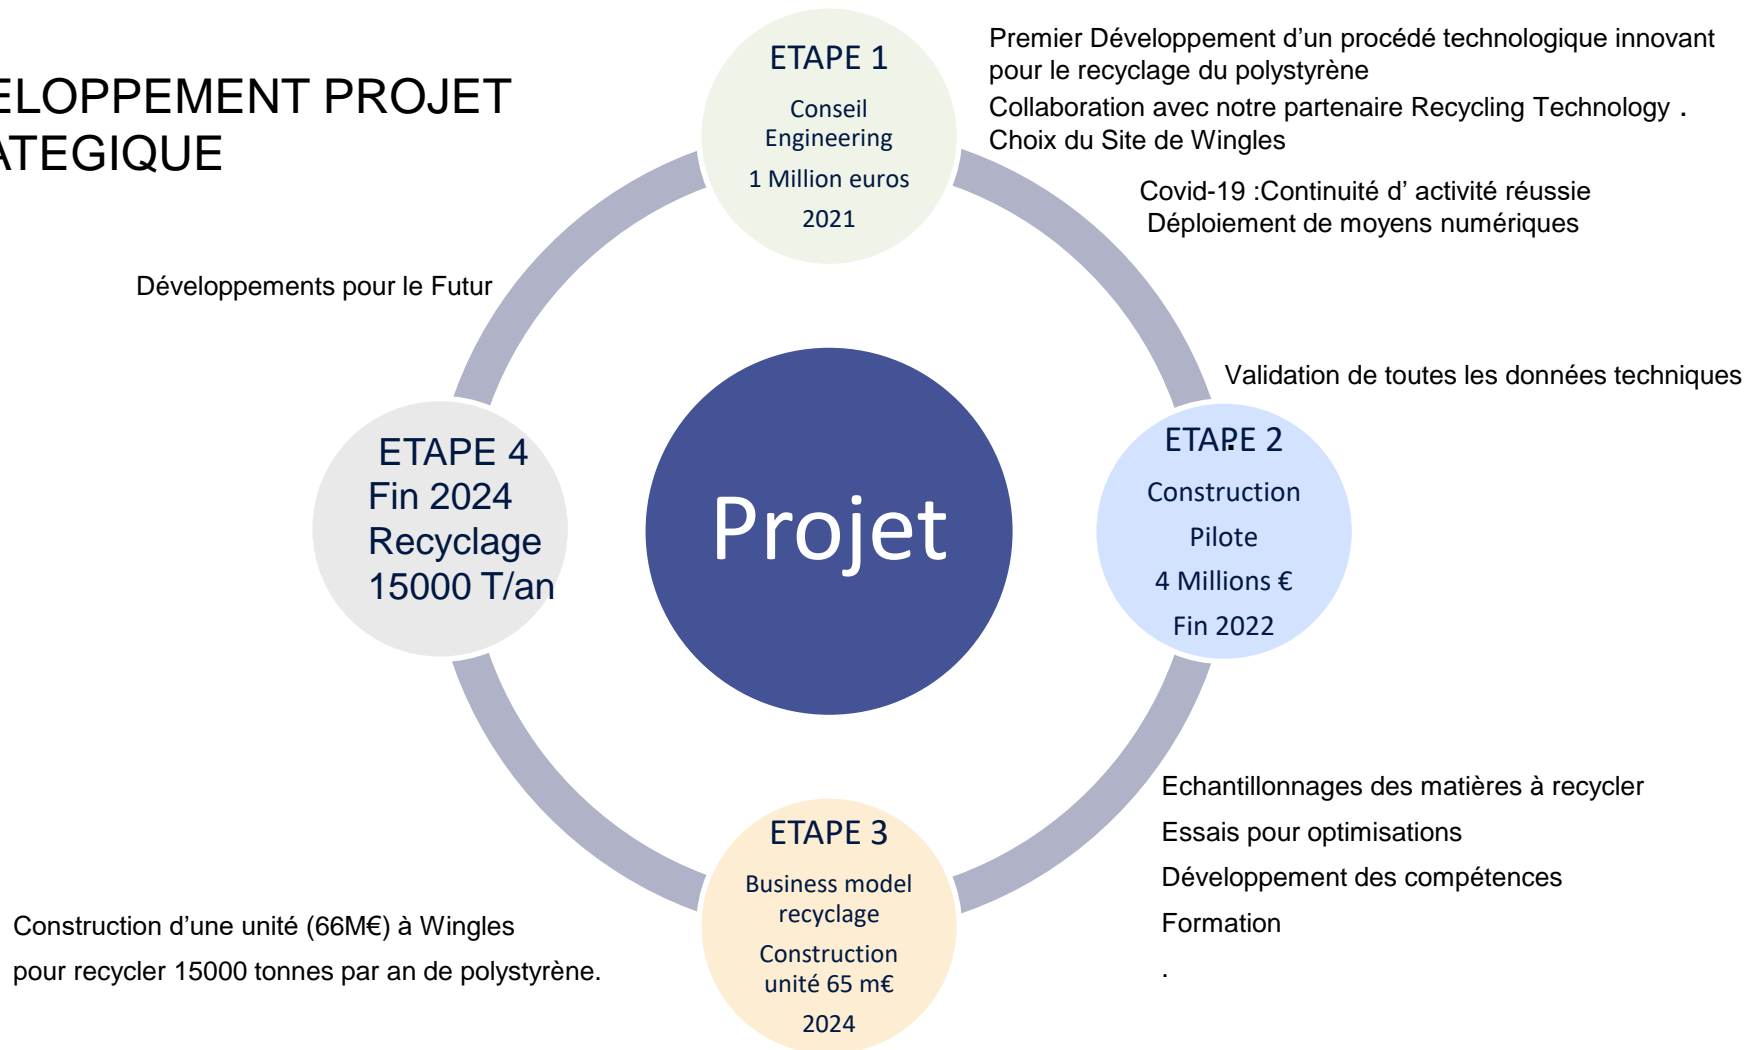 ELOPPEMENT PROJET
ATEGIQUE
ETAPE 1
Conseil
Engineering
1 Million euros
2021
Premier Développement d’un procédé technologique innovant
pour le recyclage du polystyrène
Collaboration avec notre partenaire Recycling Technology .
Choix du Site de Wingles
Covid-19 :Continuité d’ activité réussie
Déploiement de moyens numériques
Développements pour le Futur
Validation de toutes les données techniques
.
ETAPE 2
Construction
Pilote
4 Millions €
Fin 2022
ETAPE 4
Fin 2024
Recyclage
15000 T/an
Projet
Echantillonnages des matières à recycler
Essais pour optimisations
Développement des compétences
Formation
.
ETAPE 3
Business model
recyclage
Construction
unité 65 m€
2024
Construction d’une unité (66M€) à Wingles
pour recycler 15000 tonnes par an de polystyrène.